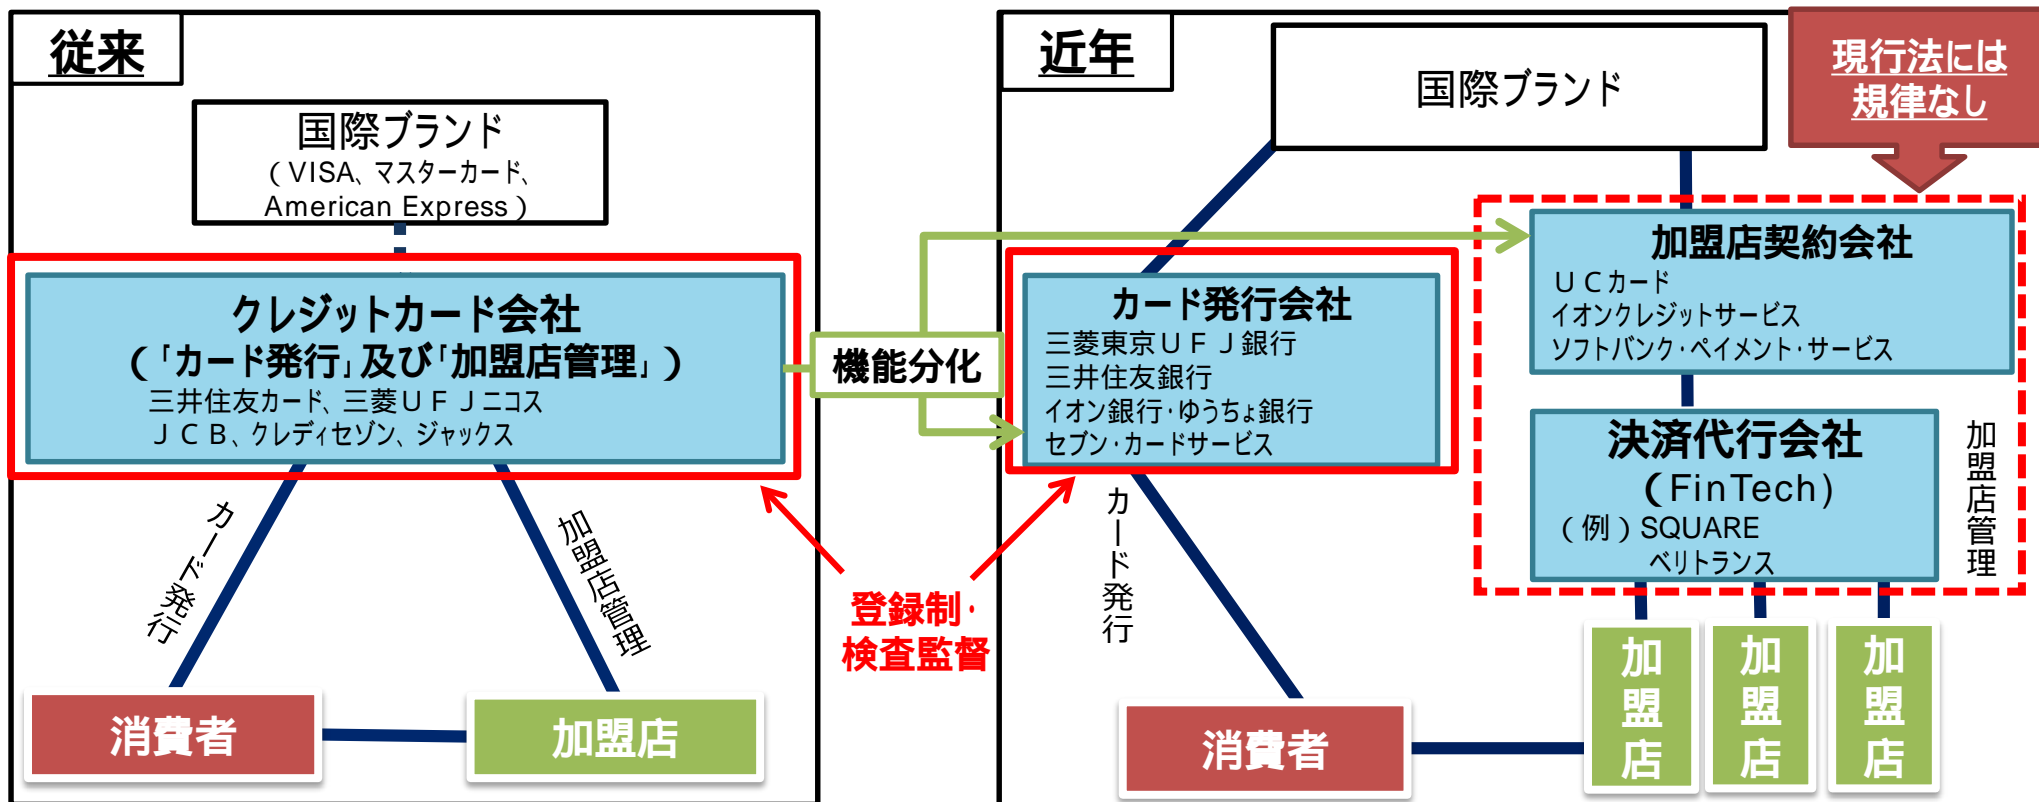 従来
国際ブランド
（VISA、マスターカード、
American Express）
クレジットカード会社
（「カード発行」及び「加盟店管理」）
三井住友カード、三菱ＵＦＪニコス
ＪＣＢ、クレディセゾン、ジャックス
カード発行
加盟店管理
消費者
加盟店
機能分化
登録制・
検査監督
近年
国際ブランド
現行法には
規律なし
カード発行会社
三菱東京ＵＦＪ銀行
三井住友銀行
イオン銀行・ゆうちょ銀行
セブン・カードサービス
加盟店契約会社
ＵＣカード
イオンクレジットサービス
ソフトバンク・ペイメント・サービス
決済代行会社
（FinTech)
（例）SQUARE
ベリトランス
加盟店管理
カード発行
消費者
加盟店
加盟店
加盟店